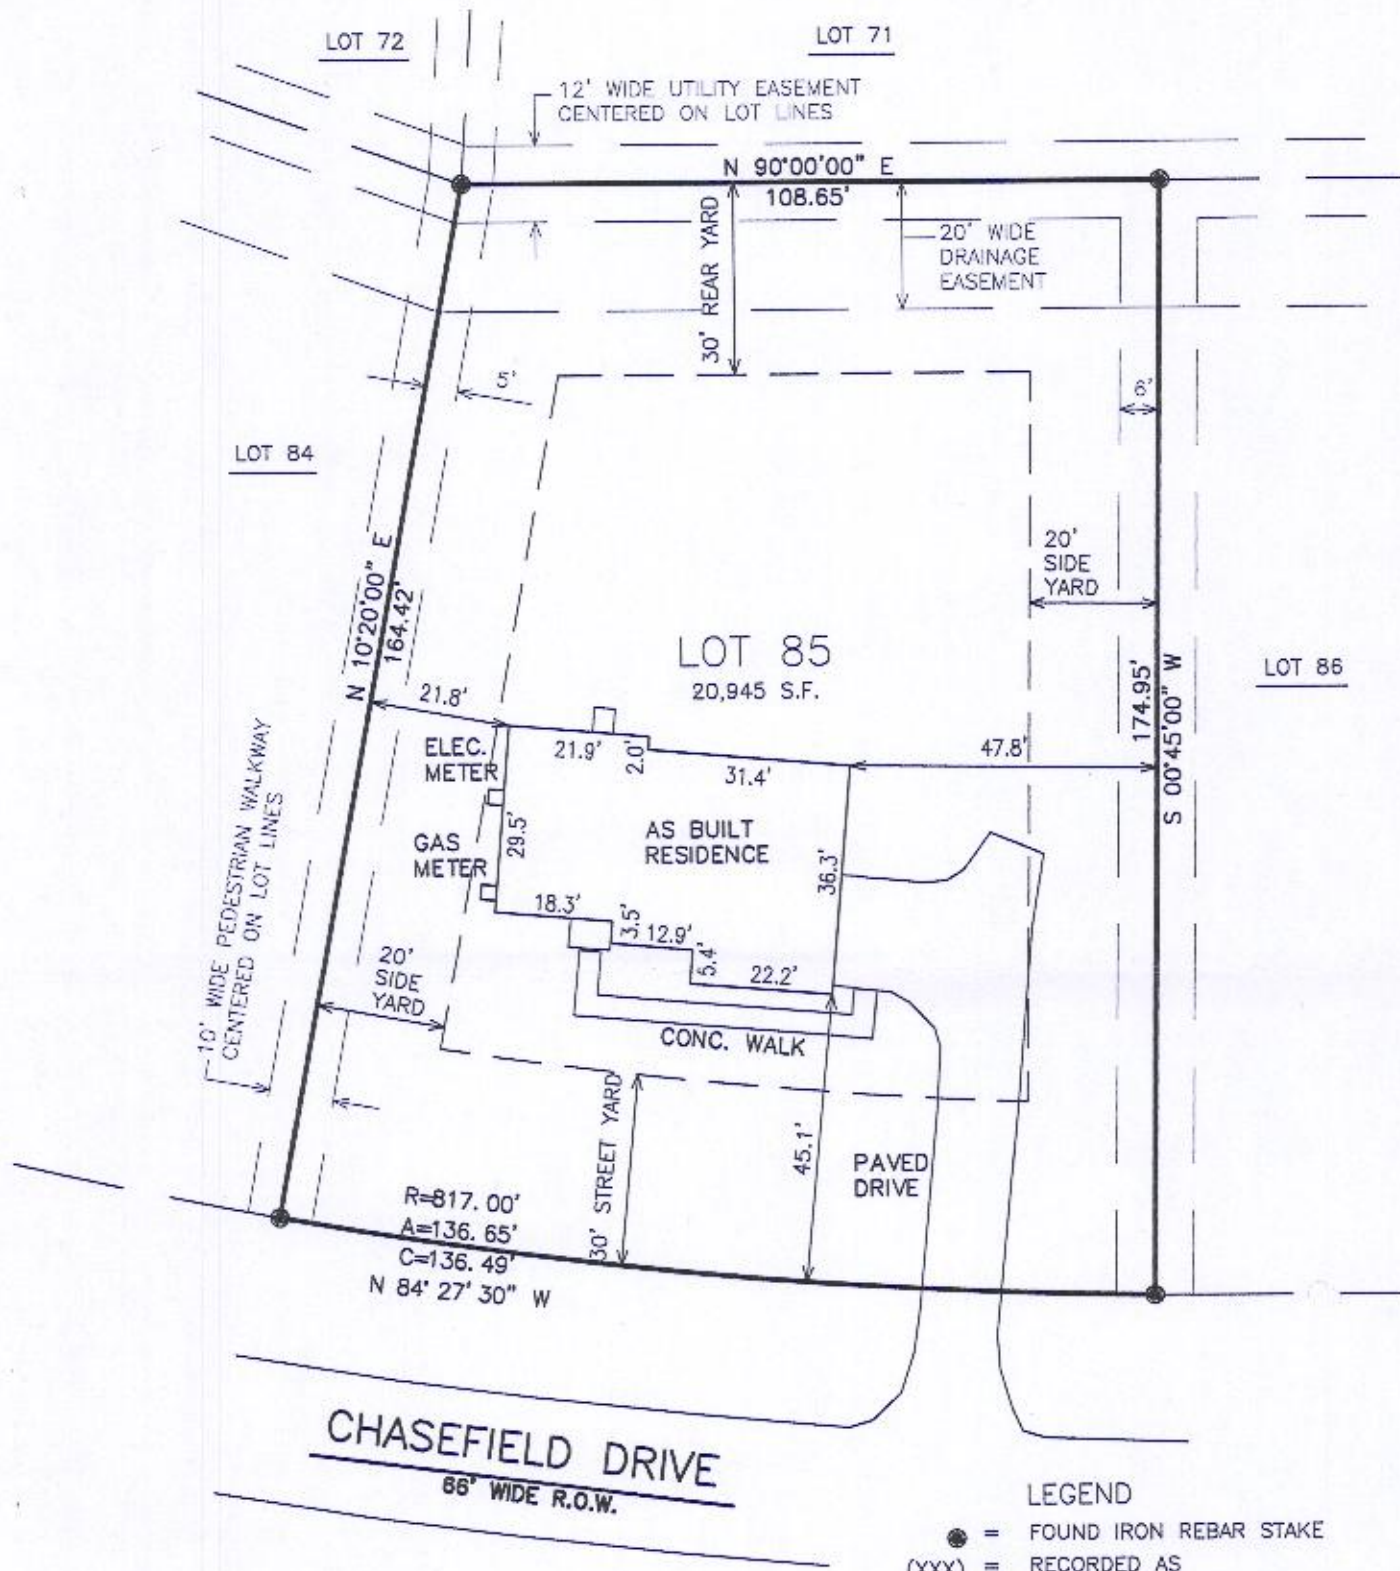 LOT 72
LOT 71
12' WIDE UTILITY EASEMENT
CENTERED ON LOT LINES
N 90°00'00" E
108.65'
30' REAR YARD
20' WIDE
DRAINAGE
EASEMENT
5'
6'
LOT 84
N 10°20'00" E
164.42'
20'
SIDE
YARD
LOT 85
20,945 S.F.
174.95'
S 00°45'00" W
LOT 86
21.8'
ELEC.
METER
21.9'
2.0'
31.4'
47.8'
10' WIDE PEDESTRIAN WALKWAY
CENTERED ON LOT LINES
GAS
METER
29.5'
AS BUILT
RESIDENCE
36.3'
18.3'
3.5'
12.9'
5.4'
22.2'
20'
SIDE
YARD
CONC. WALK
30' STREET YARD
45.1'
PAVED
DRIVE
R=817.00'
A=136.65'
C=136.49'
N 84°27'30" W
CHASEFIELD DRIVE
66' WIDE R.O.W.
LEGEND
= FOUND IRON REBAR STAKE
(XXX) = RECORDED AS